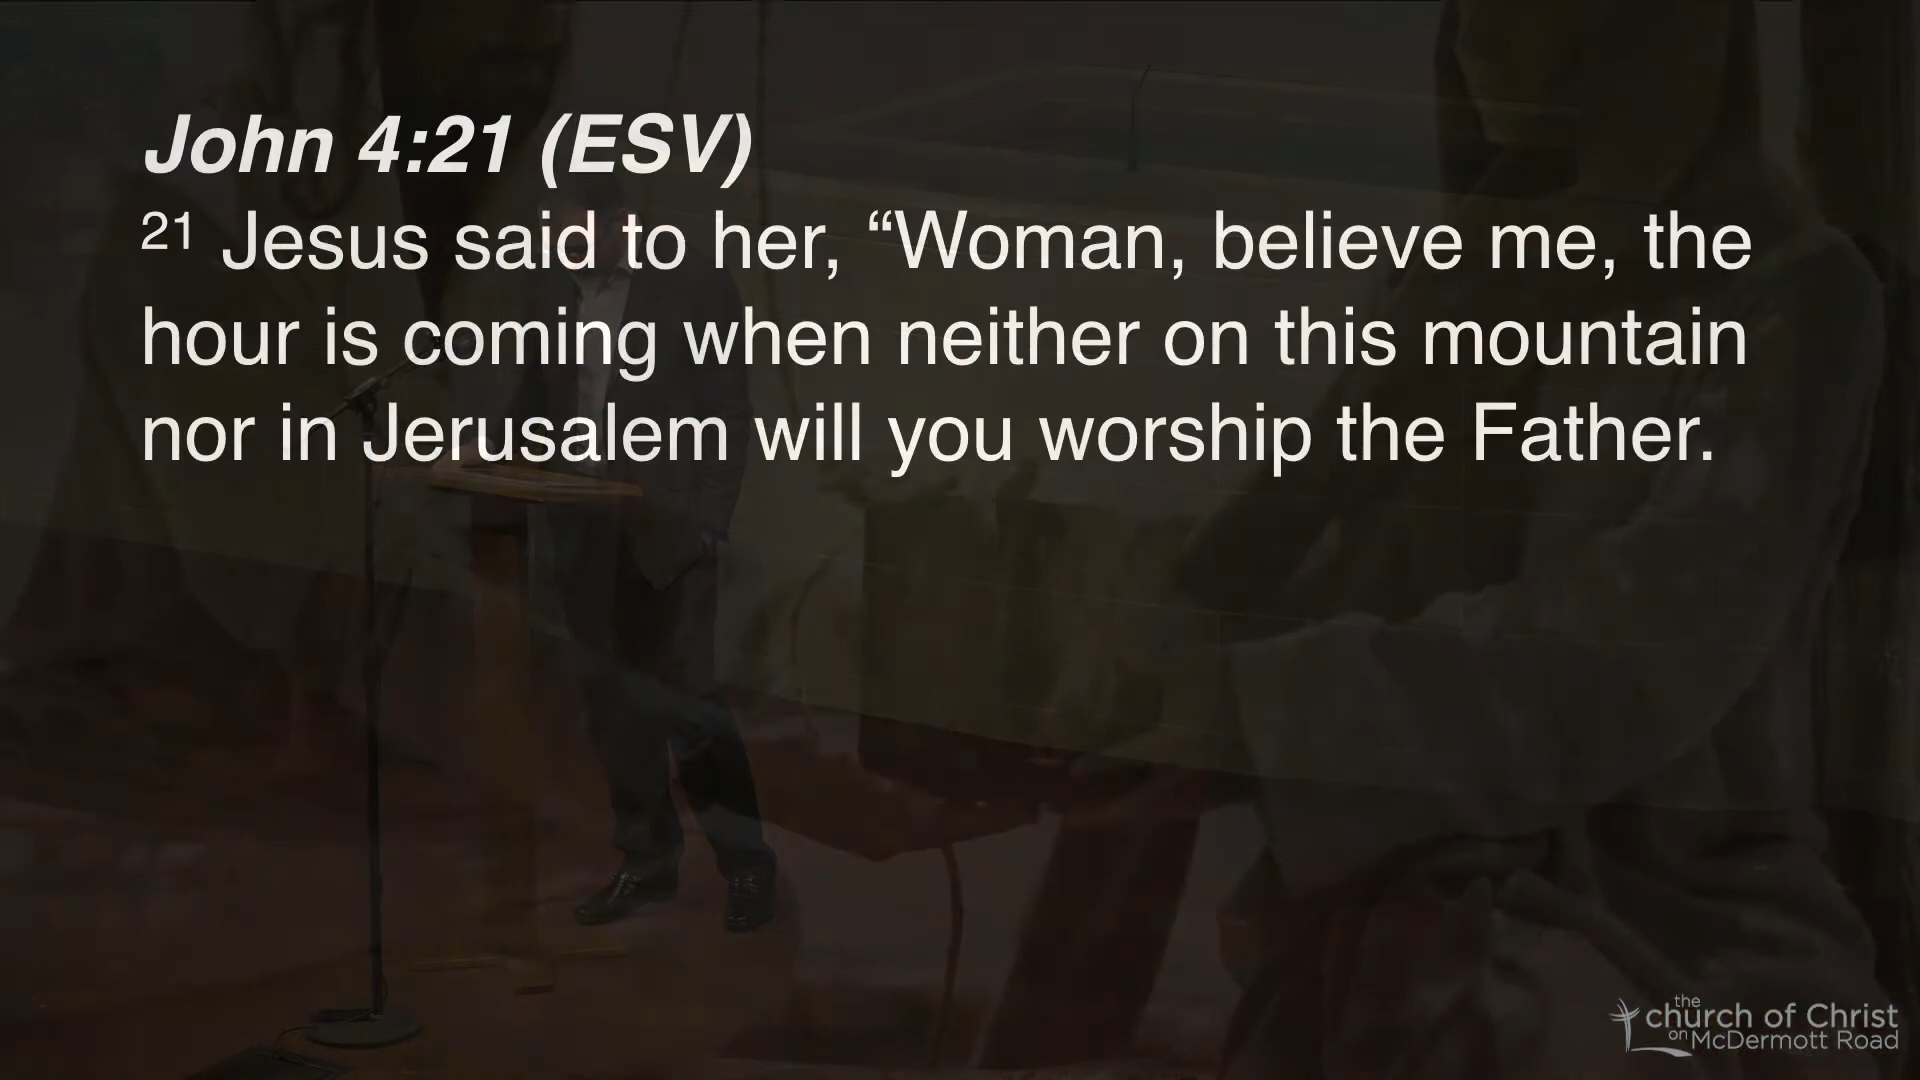 John 4:21 (ESV)
21 Jesus said to her, “Woman, believe me, the
hour is coming when neither on this mountain
nor in Jerusalem will you worship the Father.
the
church of Christ
on McDermott Road